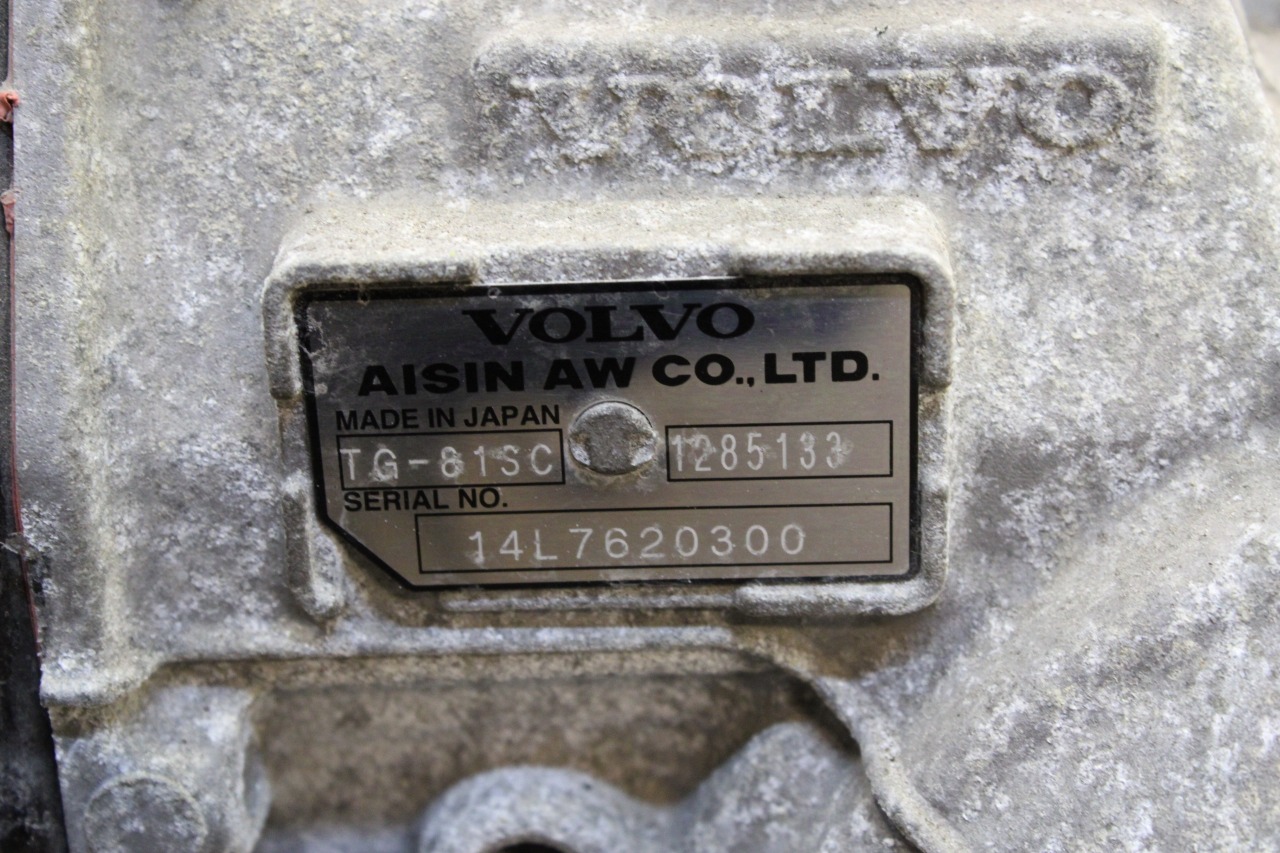 VOLVO
VOLVO
AISIN AW CO., LTD.
MADE IN JAPAN
TG-81SC 1285133
SERIAL NO.
14L7620300